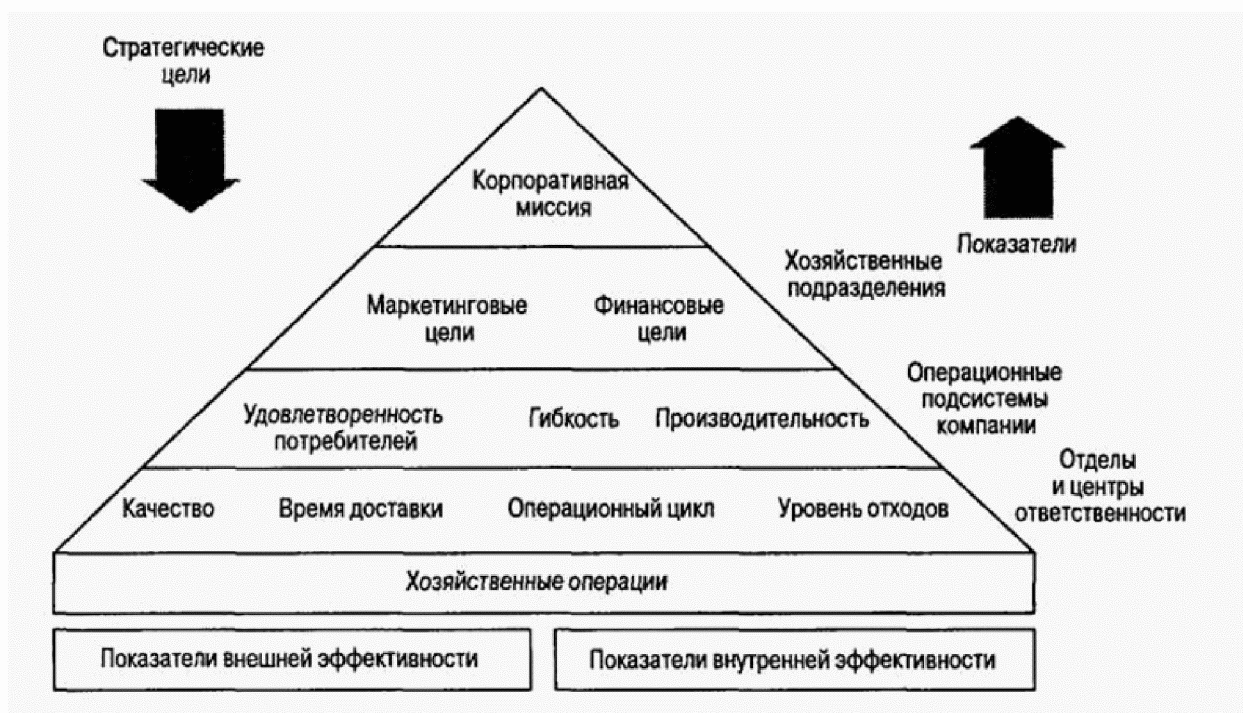 Стратегические
цели
Корпоративная
миссия
Показатели
Хозяйственные
подразделения
Маркетинговые
цели
Финансовые
цели
Операционные
подсистемы
компании
Удовлетворенность
потребителей
Гибкость
Производительность
Отделы
и центры
ответственности
Качество
Время доставки
Операционный цикл
Уровень отходов
Хозяйственные операции
Показатели внешней эффективности
Показатели внутренней эффективности